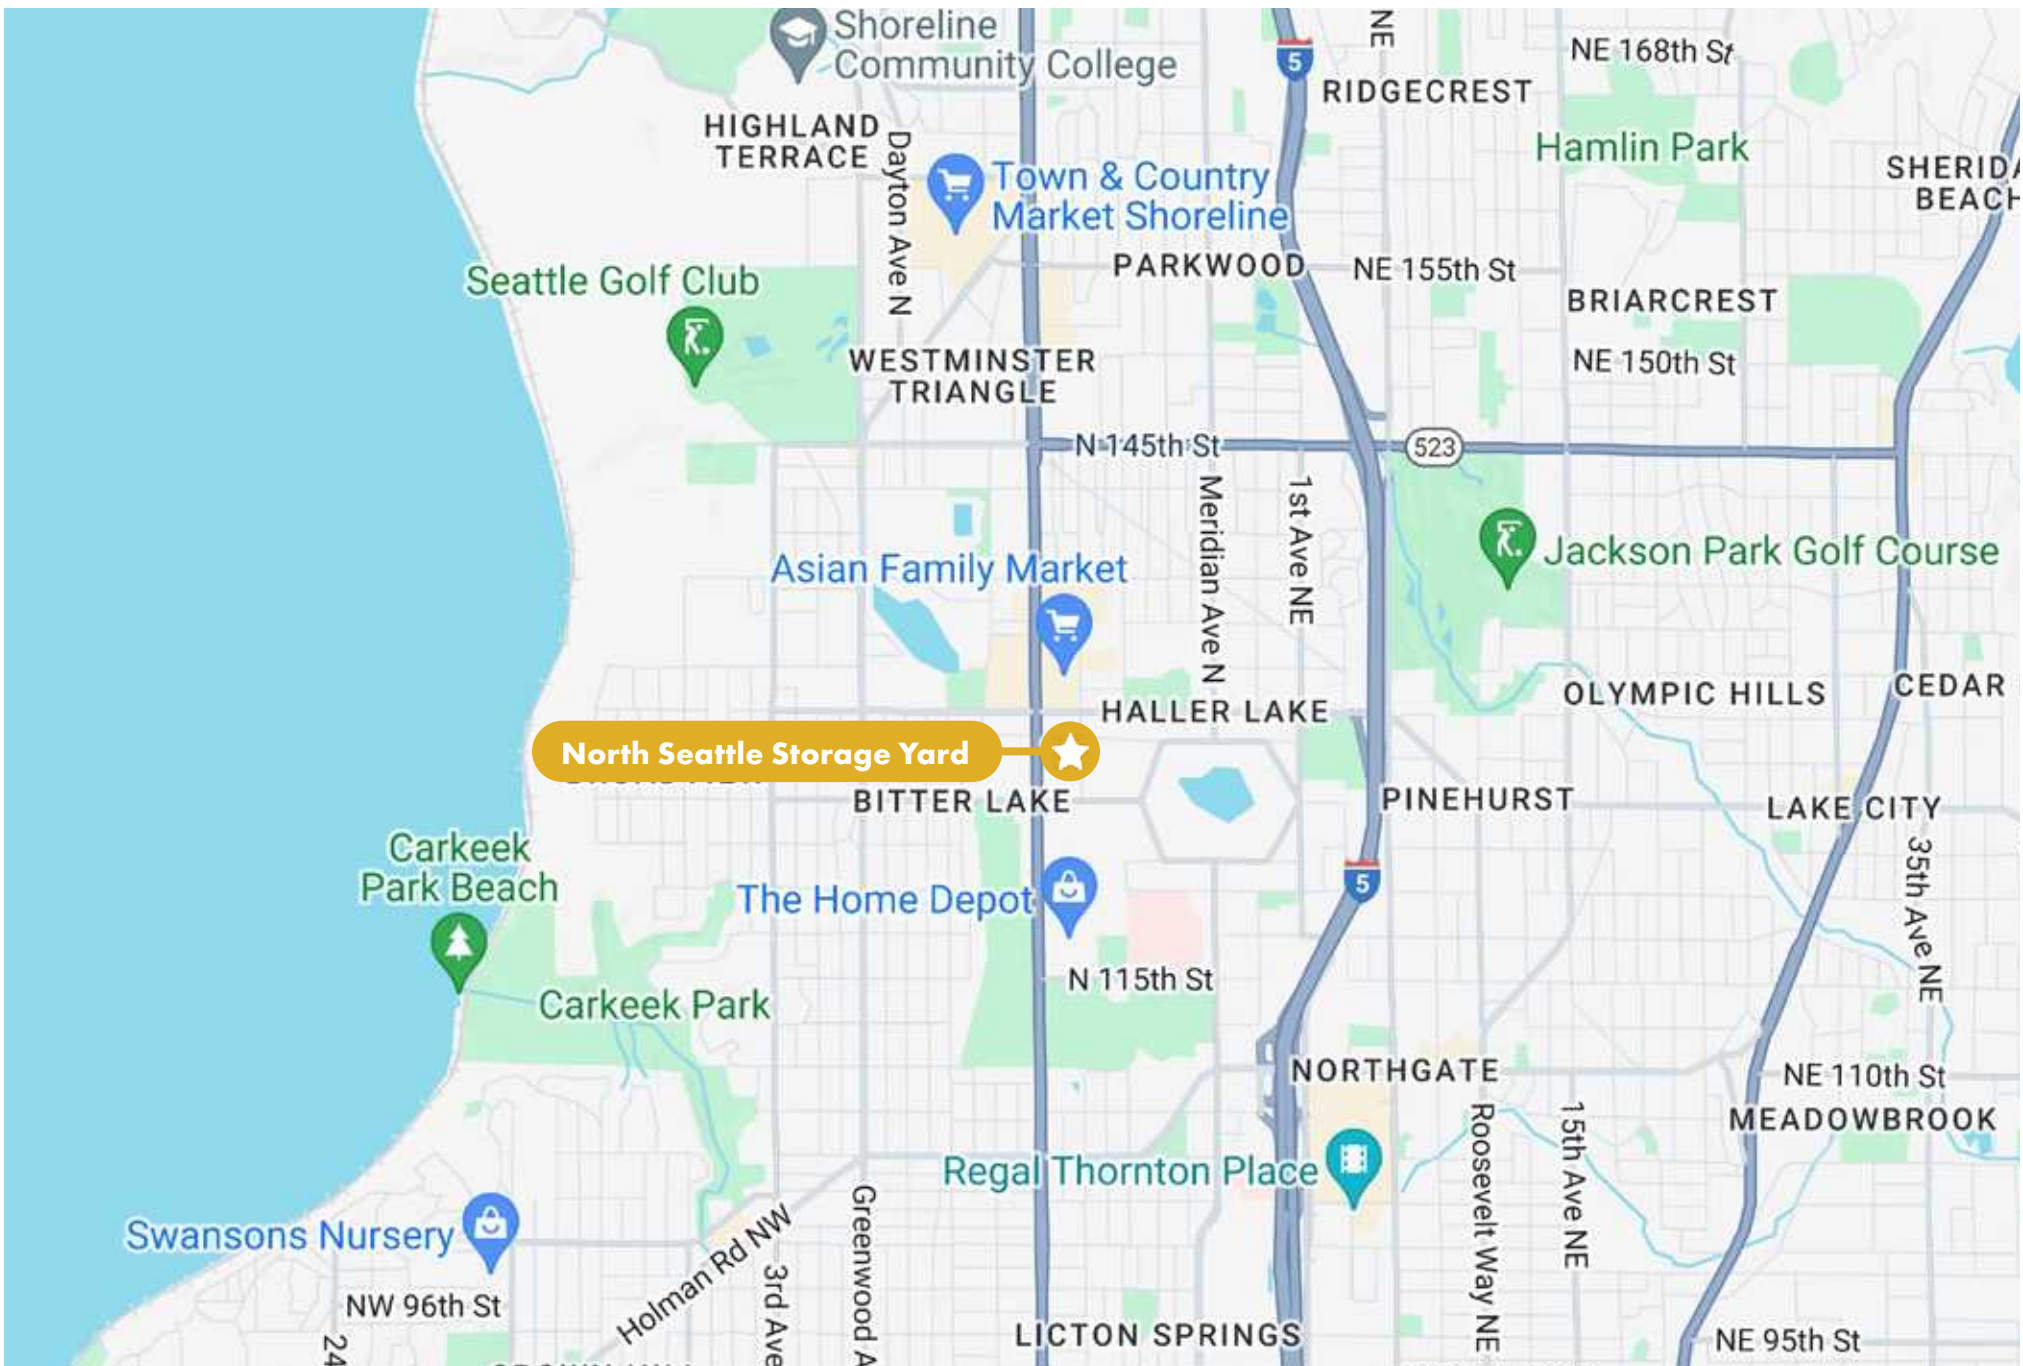 Shoreline
Community College
5
NE
NE 168th St
RIDGECREST
HIGHLAND
TERRACE
Dayton Ave N
Hamlin Park
Town & Country
Market Shoreline
BEACH
PARKWOOD
NE 155th St
Seattle Golf Club
BRIARCREST
WESTMINSTER
TRIANGLE
NE 150th St
N 145th St
523
Meridian Ave N
1st Ave NE
Asian Family Market
Jackson Park Golf Course
HALLER LAKE
OLYMPIC HILLS
CEDAR
North Seattle Storage Yard
BITTER LAKE
PINEHURST
LAKE CITY
Carkeek
Park Beach
The Home Depot
5
35th Ave NE
N 115th St
Carkeek Park
NORTHGATE
NE 110th St
MEADOWBROOK
Regal Thornton Place
Roosevelt Way NE
15th Ave NE
Swansons Nursery
Holman Rd NW
3rd Ave
Greenwood A
NW 96th St
24
LICTON SPRINGS
NE 95th St